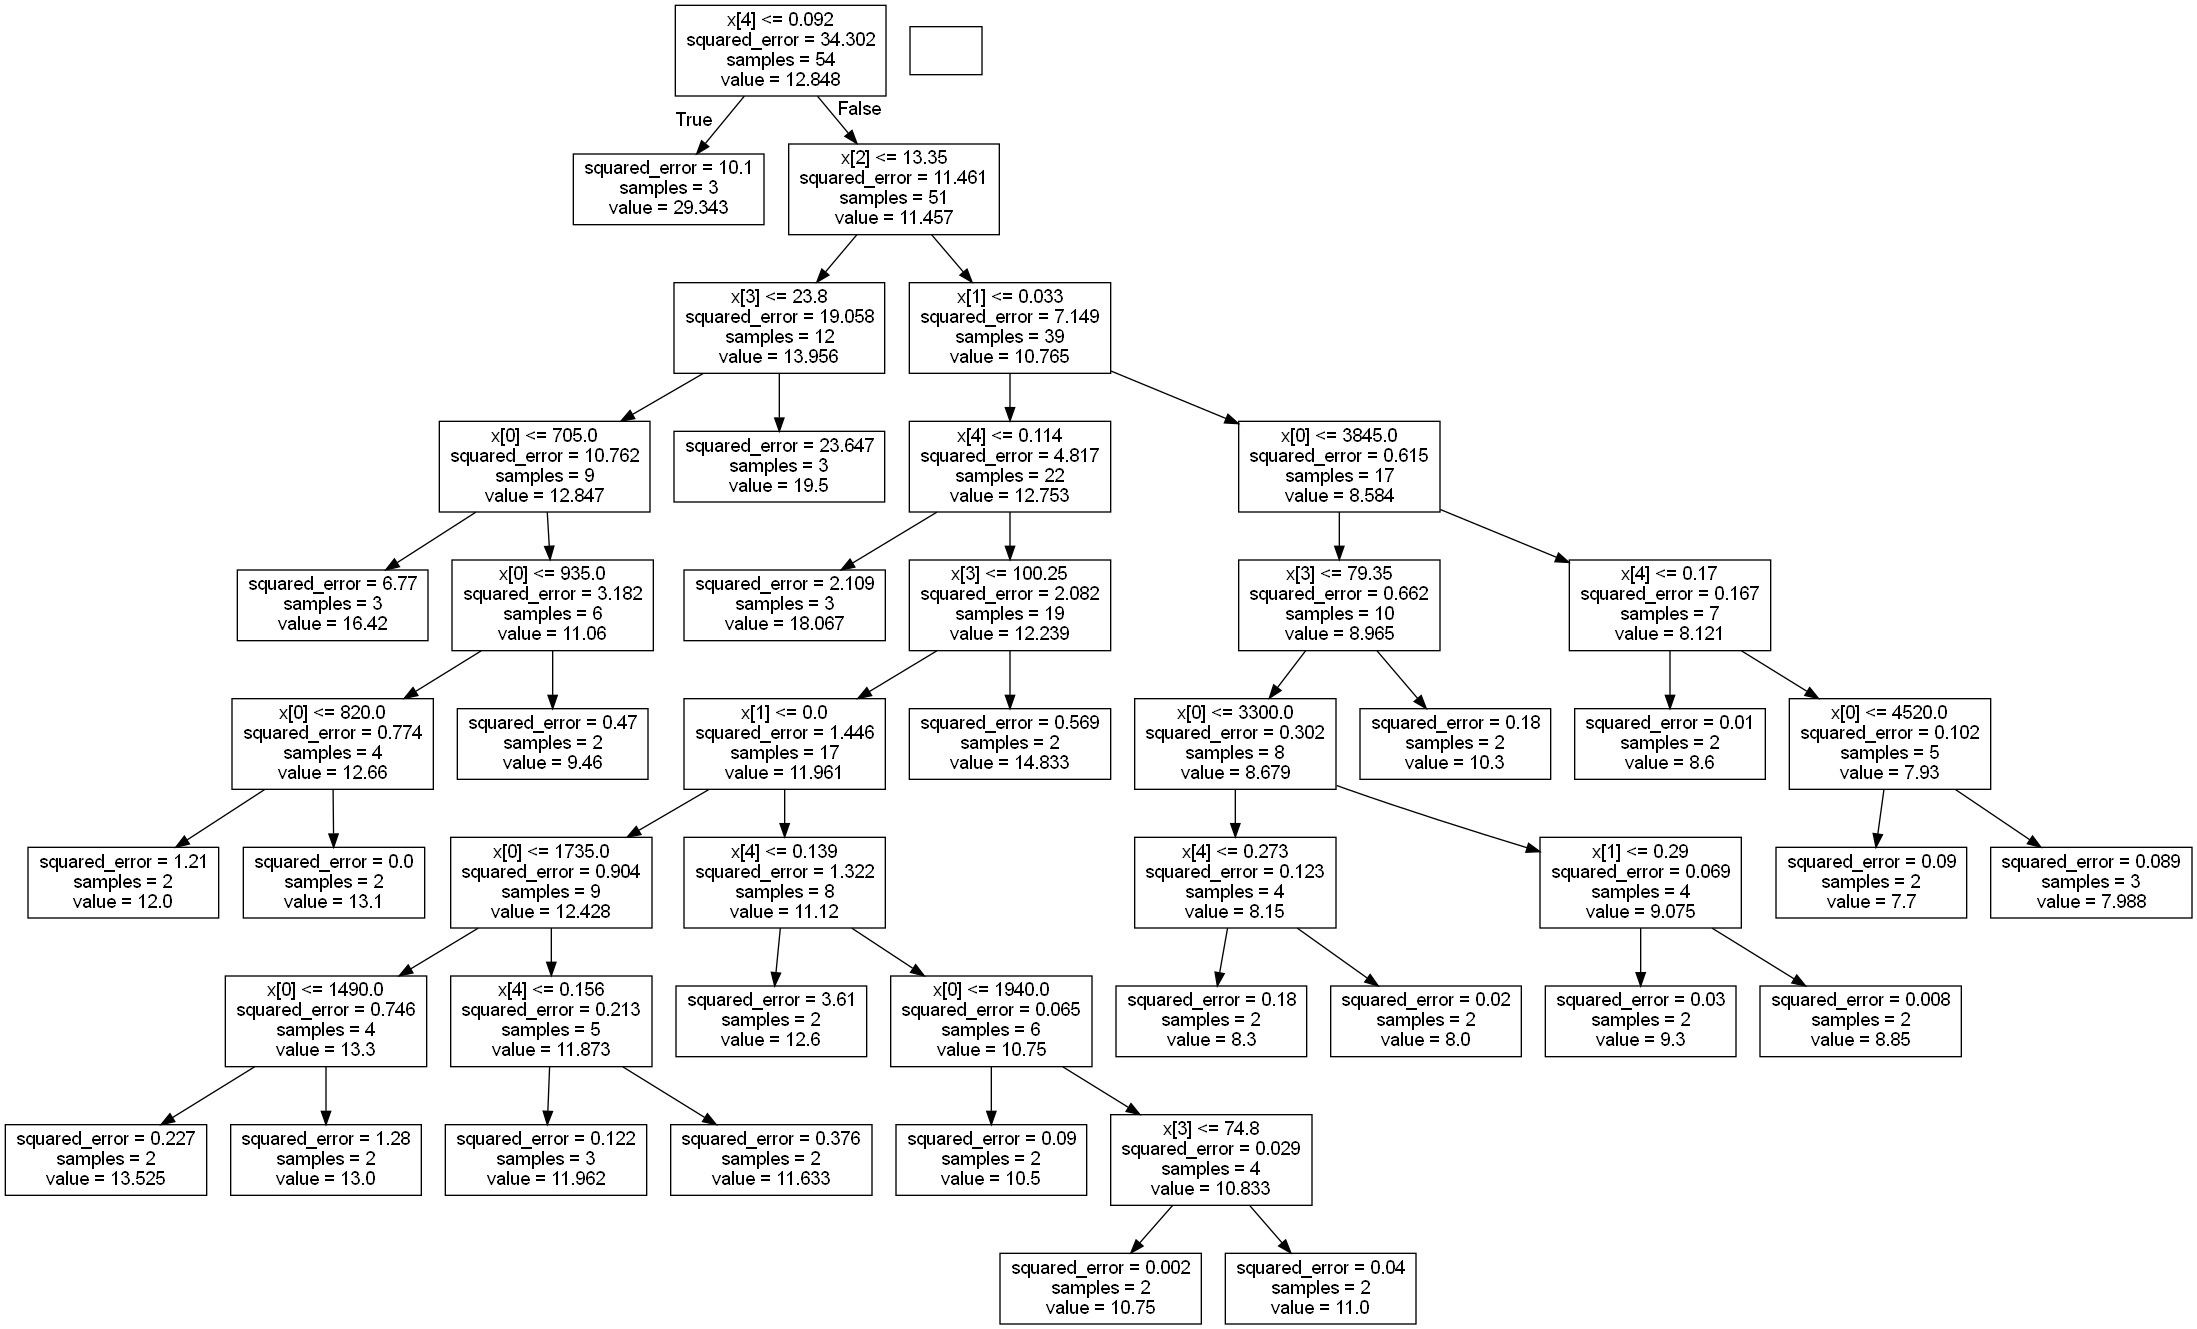 x[4] <= 0.092
squared_error = 34.302
samples = 54
value = 12.848
True
False
squared_error = 10.1
samples = 3
value = 29.343
x[2] <= 13.35
squared_error = 11.461
samples = 51
value = 11.457
x[3] <= 23.8
squared_error = 19.058
samples = 12
value = 13.956
x[1] <= 0.033
squared_error = 7.149
samples = 39
value = 10.765
x[0] <= 705.0
squared_error = 10.762
samples = 9
value = 12.847
squared_error = 23.647
samples = 3
value = 19.5
x[4] <= 0.114
squared_error = 4.817
samples = 22
value = 12.753
x[0] <= 3845.0
squared_error = 0.615
samples = 17
value = 8.584
squared_error = 6.77
samples = 3
value = 16.42
x[0] <= 935.0
squared_error = 3.182
samples = 6
value = 11.06
squared_error = 2.109
samples = 3
value = 18.067
x[3] <= 100.25
squared_error = 2.082
samples = 19
value = 12.239
x[3] <= 79.35
squared_error = 0.662
samples = 10
value = 8.965
x[4] <= 0.17
squared_error = 0.167
samples = 7
value = 8.121
x[0] <= 820.0
squared_error = 0.774
samples = 4
value = 12.66
squared_error = 0.47
samples = 2
value = 9.46
x[1] <= 0.0
squared_error = 1.446
samples = 17
value = 11.961
squared_error = 0.569
samples = 2
value = 14.833
x[0] <= 3300.0
squared_error = 0.302
samples = 8
value = 8.679
squared_error = 0.18
samples = 2
value = 10.3
squared_error = 0.01
samples = 2
value = 8.6
x[0] <= 4520.0
squared_error = 0.102
samples = 5
value = 7.93
squared_error = 1.21
samples = 2
value = 12.0
squared_error = 0.0
samples = 2
value = 13.1
x[0] <= 1735.0
squared_error = 0.904
samples = 9
value = 12.428
x[4] <= 0.139
squared_error = 1.322
samples = 8
value = 11.12
x[4] <= 0.273
squared_error = 0.123
samples = 4
value = 8.15
x[1] <= 0.29
squared_error = 0.069
samples = 4
value = 9.075
squared_error = 0.09
samples = 2
value = 7.7
squared_error = 0.089
samples = 3
value = 7.988
x[0] <= 1490.0
squared_error = 0.746
samples = 4
value = 13.3
x[4] <= 0.156
squared_error = 0.213
samples = 5
value = 11.873
squared_error = 3.61
samples = 2
value = 12.6
x[0] <= 1940.0
squared_error = 0.065
samples = 6
value = 10.75
squared_error = 0.18
samples = 2
value = 8.3
squared_error = 0.02
samples = 2
value = 8.0
squared_error = 0.03
samples = 2
value = 9.3
squared_error = 0.008
samples = 2
value = 8.85
squared_error = 0.227
samples = 2
value = 13.525
squared_error = 1.28
samples = 2
value = 13.0
squared_error = 0.122
samples = 3
value = 11.962
squared_error = 0.376
samples = 2
value = 11.633
squared_error = 0.09
samples = 2
value = 10.5
x[3] <= 74.8
squared_error = 0.029
samples = 4
value = 10.833
squared_error = 0.002
samples = 2
value = 10.75
squared_error = 0.04
samples = 2
value = 11.0